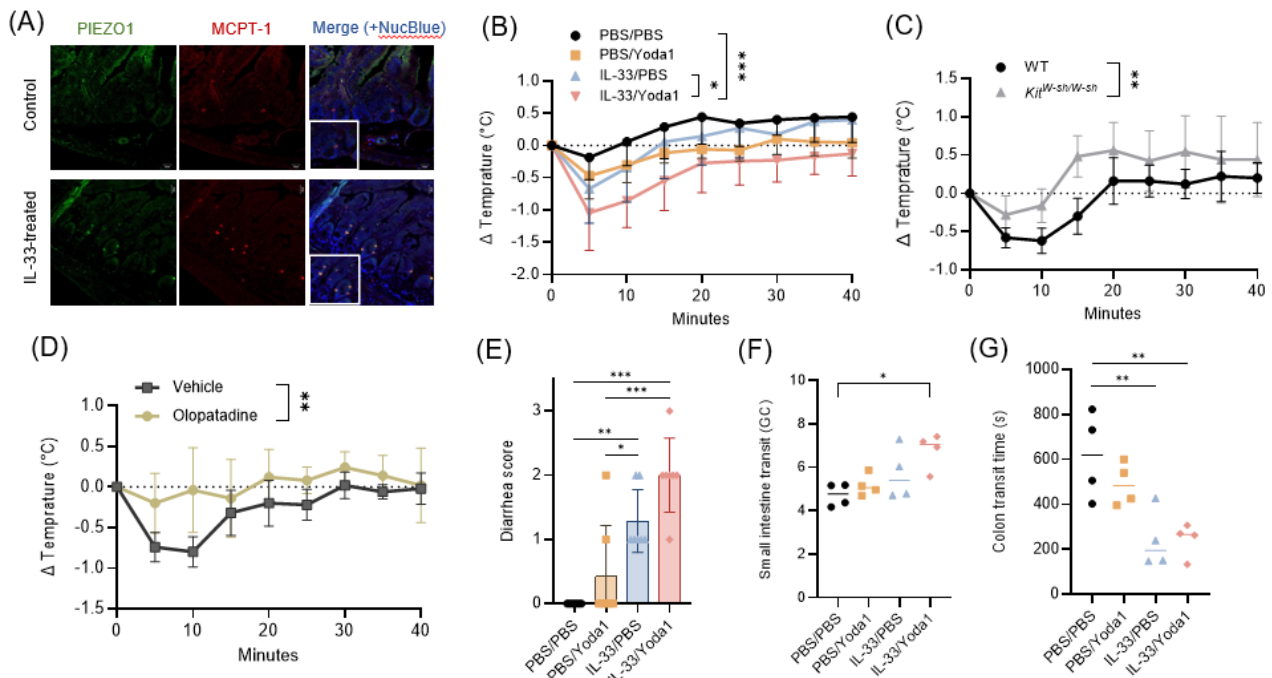 (A)
PIEZO1 MCPT-1 Merge (+NucBlue)
Control
IL-33-treated
(B)
PBS/PBS
PBS/Yoda1
IL-33/PBS
IL-33/Yoda1
*
***
Δ Temprature (°C)
1.0
0.5
0.0
-0.5
-1.0
-1.5
-2.0
0 10 20 30 40
Minutes
(C)
WT
Kit^W-sh/W-sh
**
Δ Temprature (°C)
1.5
1.0
0.5
0.0
-0.5
-1.0
0 10 20 30 40
Minutes
(D)
Vehicle
Olopatadine
**
Δ Temprature (°C)
1.0
0.5
0.0
-0.5
-1.0
-1.5
0 10 20 30 40
Minutes
(E)
***
***
**
*
Diarrhea score
3
2
1
0
PBS/PBS
PBS/Yoda1
IL-33/PBS
IL-33/Yoda1
(F)
*
Small intestine transit (GC)
10
8
6
4
2
0
PBS/PBS
PBS/Yoda1
IL-33/PBS
IL-33/Yoda1
(G)
**
**
Colon transit time (s)
1000
800
600
400
200
0
PBS/PBS
PBS/Yoda1
IL-33/PBS
IL-33/Yoda1